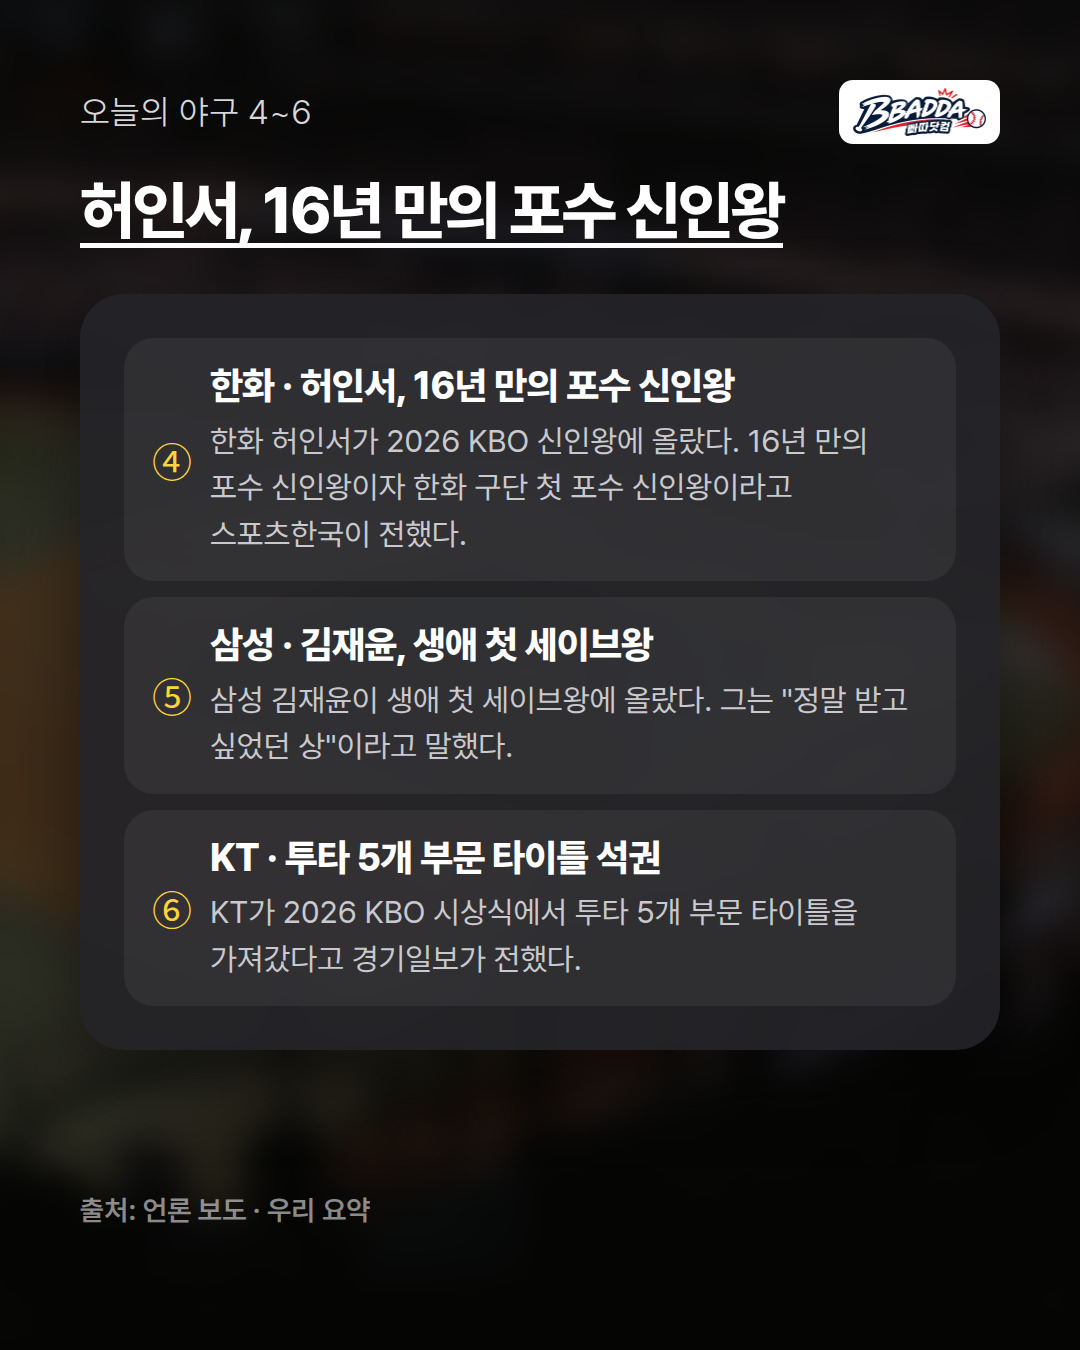 오늘의 야구 4~6
BBADDA
빠따닷컴
허인서, 16년 만의 포수 신인왕
한화 · 허인서, 16년 만의 포수 신인왕
④ 한화 허인서가 2026 KBO 신인왕에 올랐다. 16년 만의
포수 신인왕이자 한화 구단 첫 포수 신인왕이라고
스포츠한국이 전했다.
삼성 · 김재윤, 생애 첫 세이브왕
⑤ 삼성 김재윤이 생애 첫 세이브왕에 올랐다. 그는 "정말 받고
싶었던 상"이라고 말했다.
KT · 투타 5개 부문 타이틀 석권
⑥ KT가 2026 KBO 시상식에서 투타 5개 부문 타이틀을
가져갔다고 경기일보가 전했다.
출처: 언론 보도 · 우리 요약